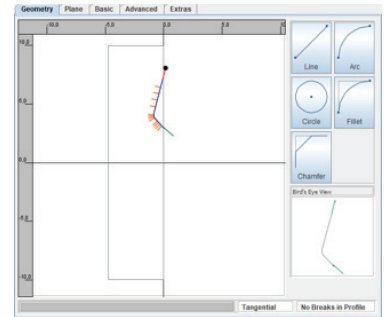 Geometry Plane Basic Advanced Extras
-10.0 -5.0 0.0 5.0 10
10.0
5.0
0.0
-5.0
-10.0
Line Arc
Circle Fillet
Chamfer
Bird's Eye View
Tangential No Breaks in Profile